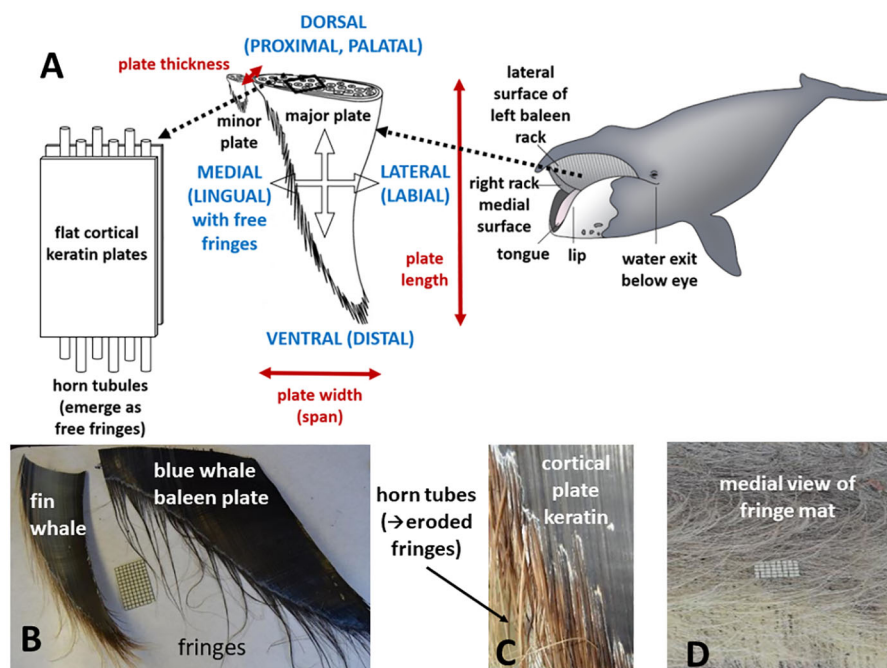 A
DORSAL
(PROXIMAL, PALATAL)
plate thickness
minor
plate
major plate
MEDIAL
(LINGUAL)
with free
fringes
LATERAL
(LABIAL)
flat cortical
keratin plates
horn tubules
(emerge as
free fringes)
VENTRAL (DISTAL)
plate width
(span)
plate
length
lateral
surface of
left baleen
rack
right rack
medial
surface
tongue
lip
water exit
below eye
B
fin
whale
blue whale
baleen plate
fringes
horn tubes
(→eroded
fringes)
C
cortical
plate
keratin
D
medial view of
fringe mat